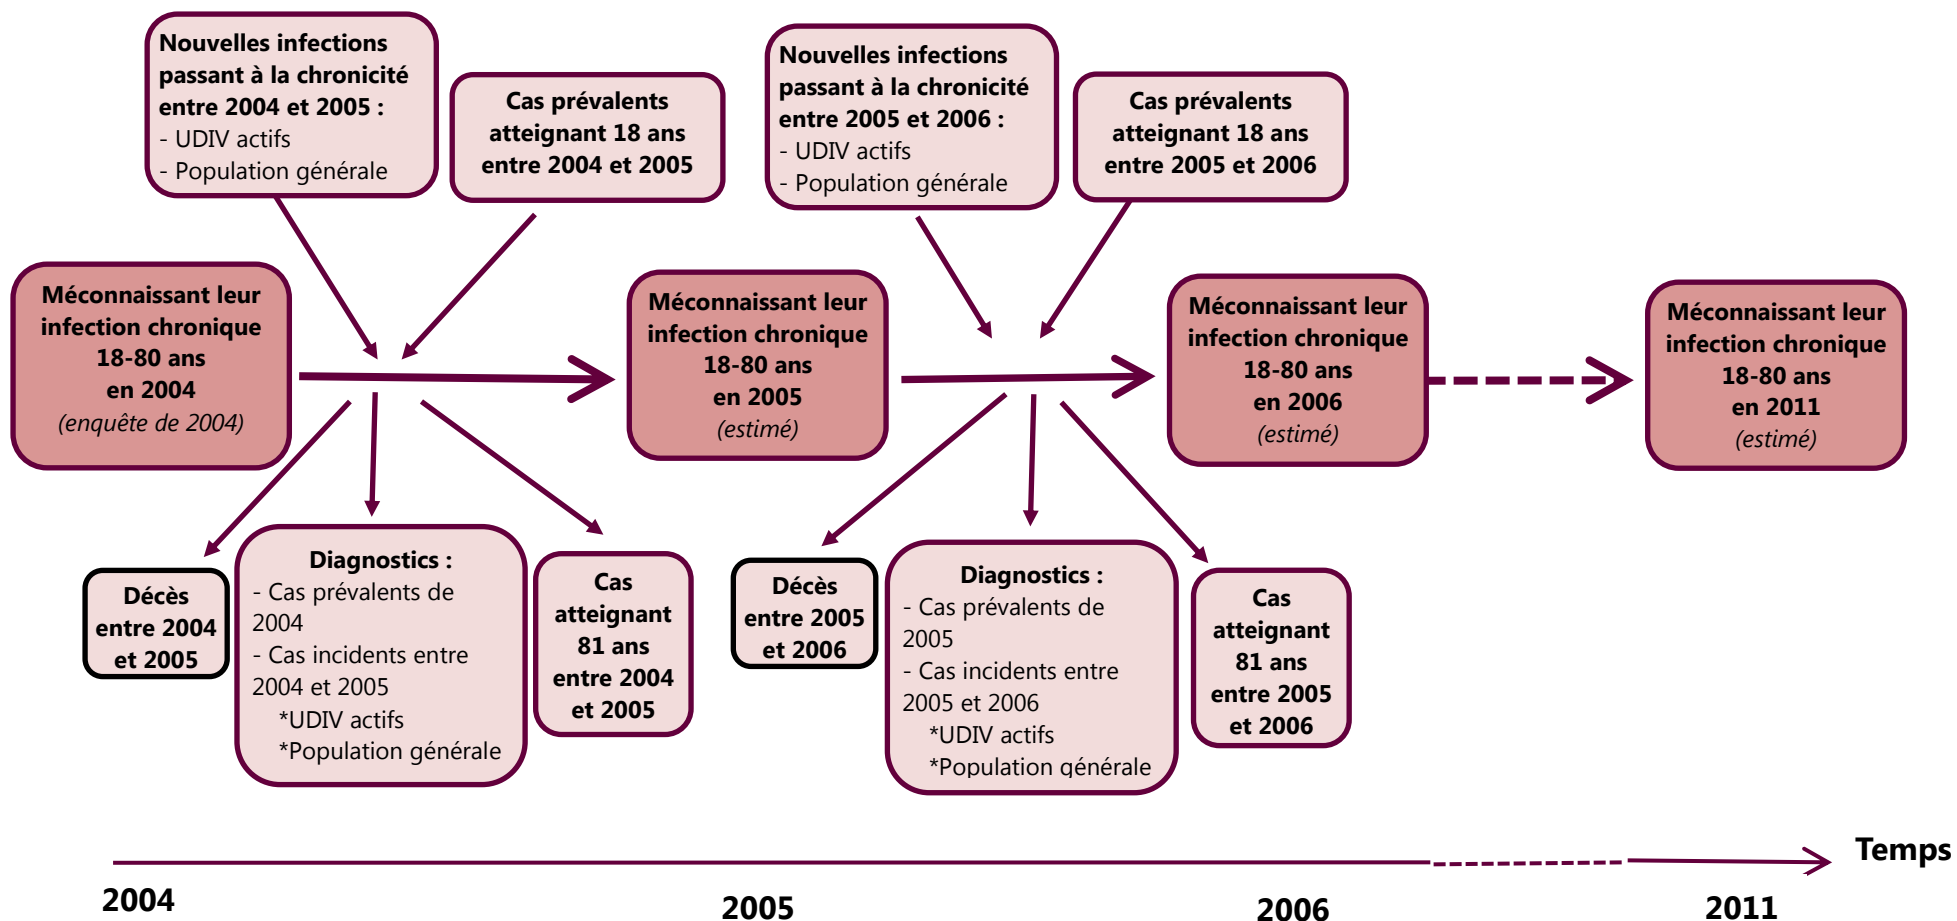 Nouvelles infections
passant à la chronicité
entre 2004 et 2005 :
- UDIV actifs
- Population générale
Cas prévalents
atteignant 18 ans
entre 2004 et 2005
Nouvelles infections
passant à la chronicité
entre 2005 et 2006 :
- UDIV actifs
- Population générale
Cas prévalents
atteignant 18 ans
entre 2005 et 2006
Méconnaissant leur
infection chronique
18-80 ans
en 2004
(enquête de 2004)
Méconnaissant leur
infection chronique
18-80 ans
en 2005
(estimé)
Méconnaissant leur
infection chronique
18-80 ans
en 2006
(estimé)
Méconnaissant leur
infection chronique
18-80 ans
en 2011
(estimé)
Décès
entre 2004
et 2005
Diagnostics :
- Cas prévalents de
2004
- Cas incidents entre
2004 et 2005
*UDIV actifs
*Population générale
Cas
atteignant
81 ans
entre 2004
et 2005
Décès
entre 2005
et 2006
Diagnostics :
- Cas prévalents de
2005
- Cas incidents entre
2005 et 2006
*UDIV actifs
*Population générale
Cas
atteignant
81 ans
entre 2005
et 2006
Temps
2004
2005
2006
2011